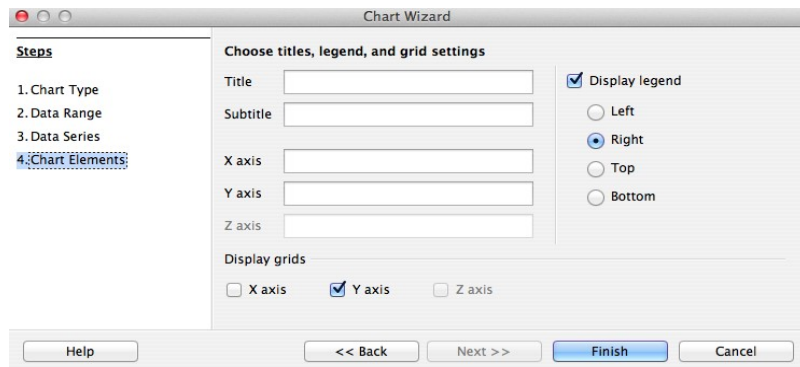 Chart Wizard
Steps
1. Chart Type
2. Data Range
3. Data Series
4. Chart Elements
Choose titles, legend, and grid settings
Title
Subtitle
X axis
Y axis
Z axis
Display legend
Left
Right
Top
Bottom
Display grids
X axis Y axis Z axis
Help << Back Next >> Finish Cancel